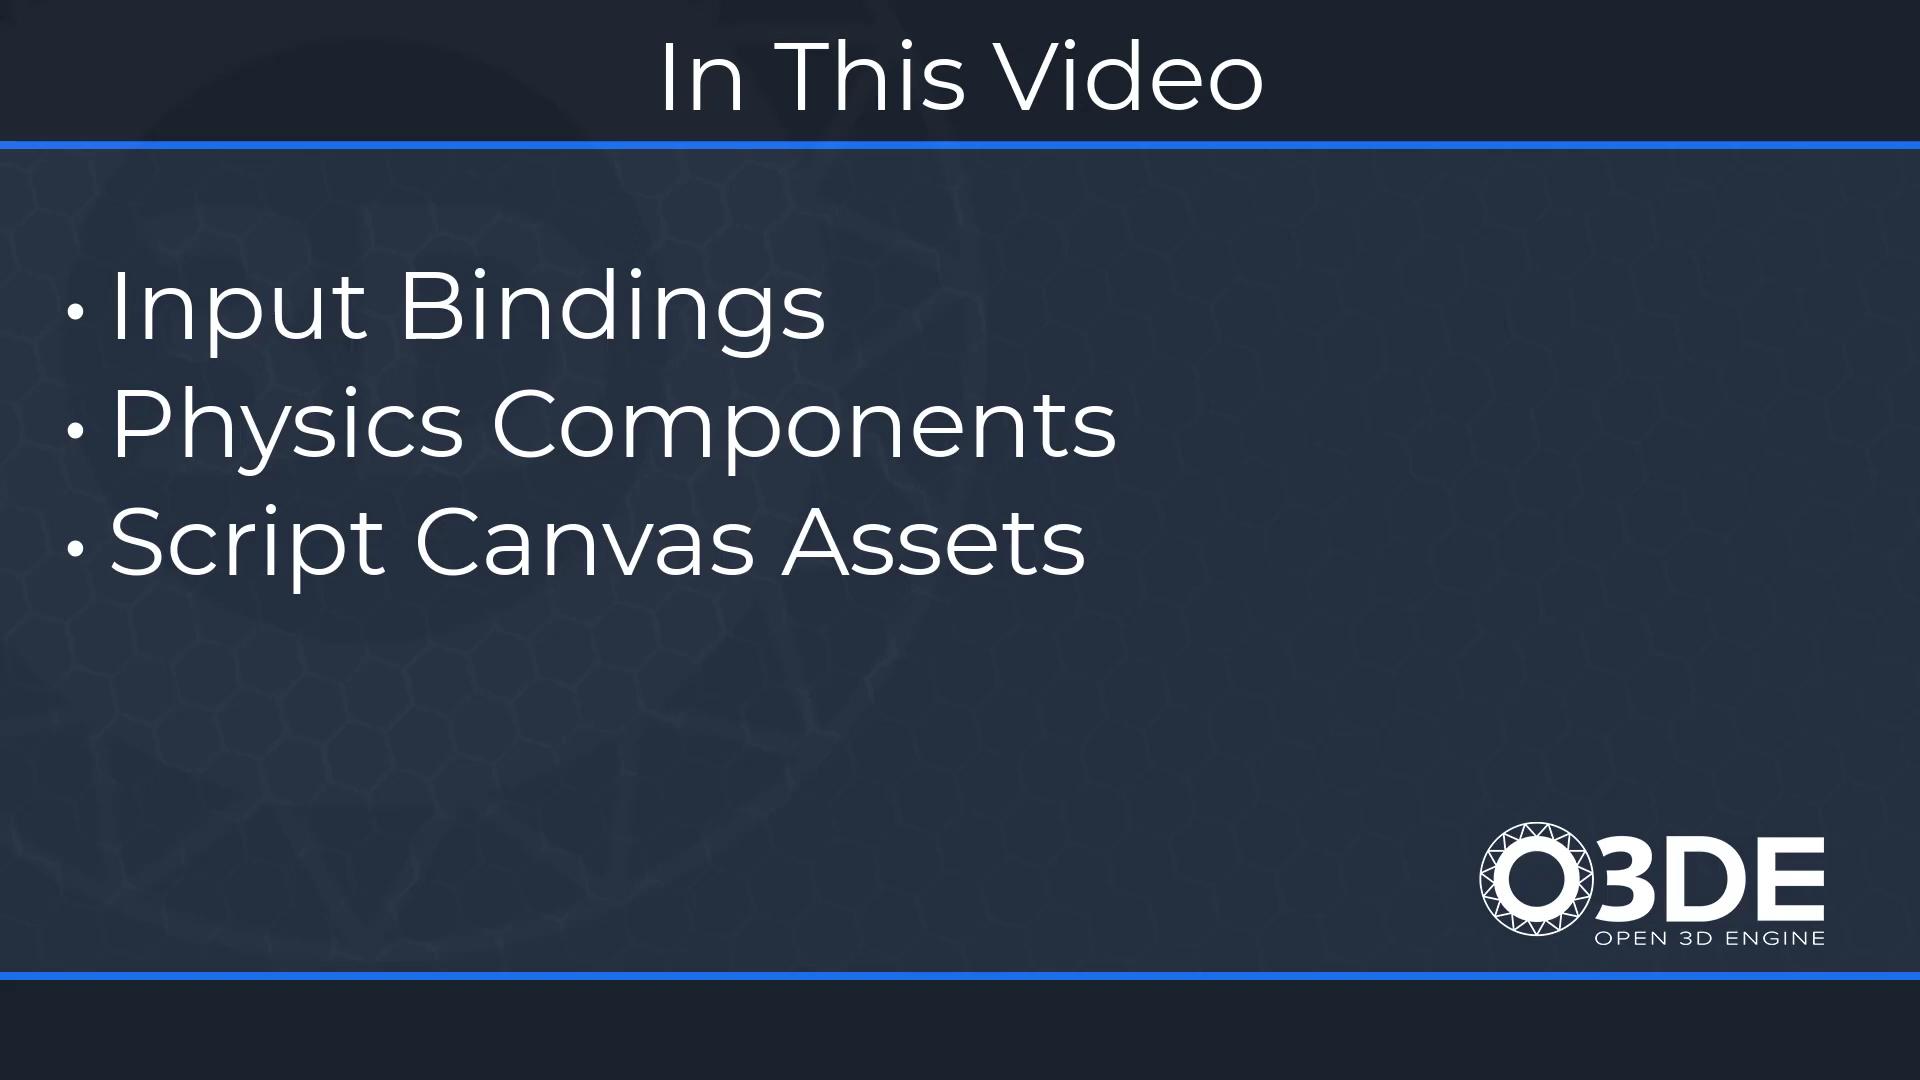 In This Video
• Input Bindings
• Physics Components
• Script Canvas Assets
O3DE
OPEN 3D ENGINE